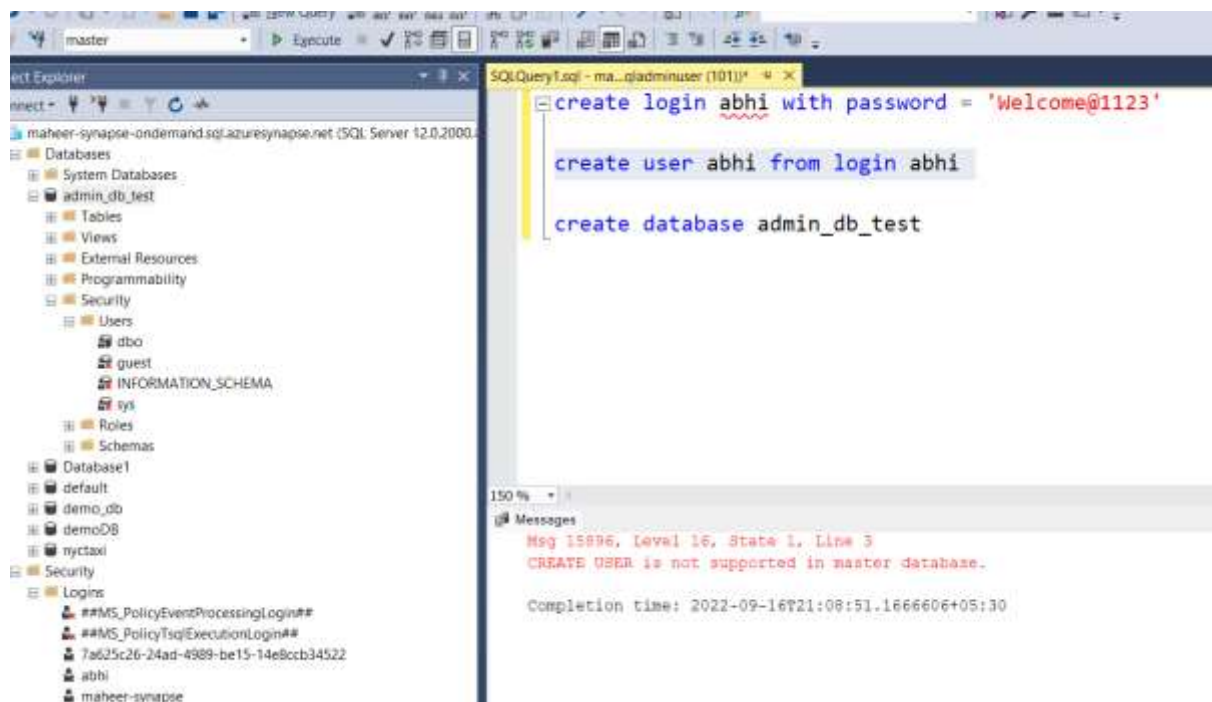 New Query
master
Execute
ect Explorer
nnect
maheer-synapse-ondemand.sql.azuresynapse.net (SQL Server 12.0.2000.
Databases
System Databases
admin_db_test
Tables
Views
External Resources
Programmability
Security
Users
dbo
guest
INFORMATION_SCHEMA
sys
Roles
Schemas
Database1
default
demo_db
demoDB
nyctaxi
Security
Logins
##MS_PolicyEventProcessingLogin##
##MS_PolicyTsqlExecutionLogin##
7a625c26-24ad-4989-be15-14e8ccb34522
abhi
maheer-synapse
SQLQuery1.sql - ma...qladminuser (101))*
create login abhi with password = 'Welcome@1123'
create user abhi from login abhi
create database admin_db_test
150 %
Messages
Msg 15896, Level 16, State 1, Line 3
CREATE USER is not supported in master database.
Completion time: 2022-09-16T21:08:51.1666606+05:30